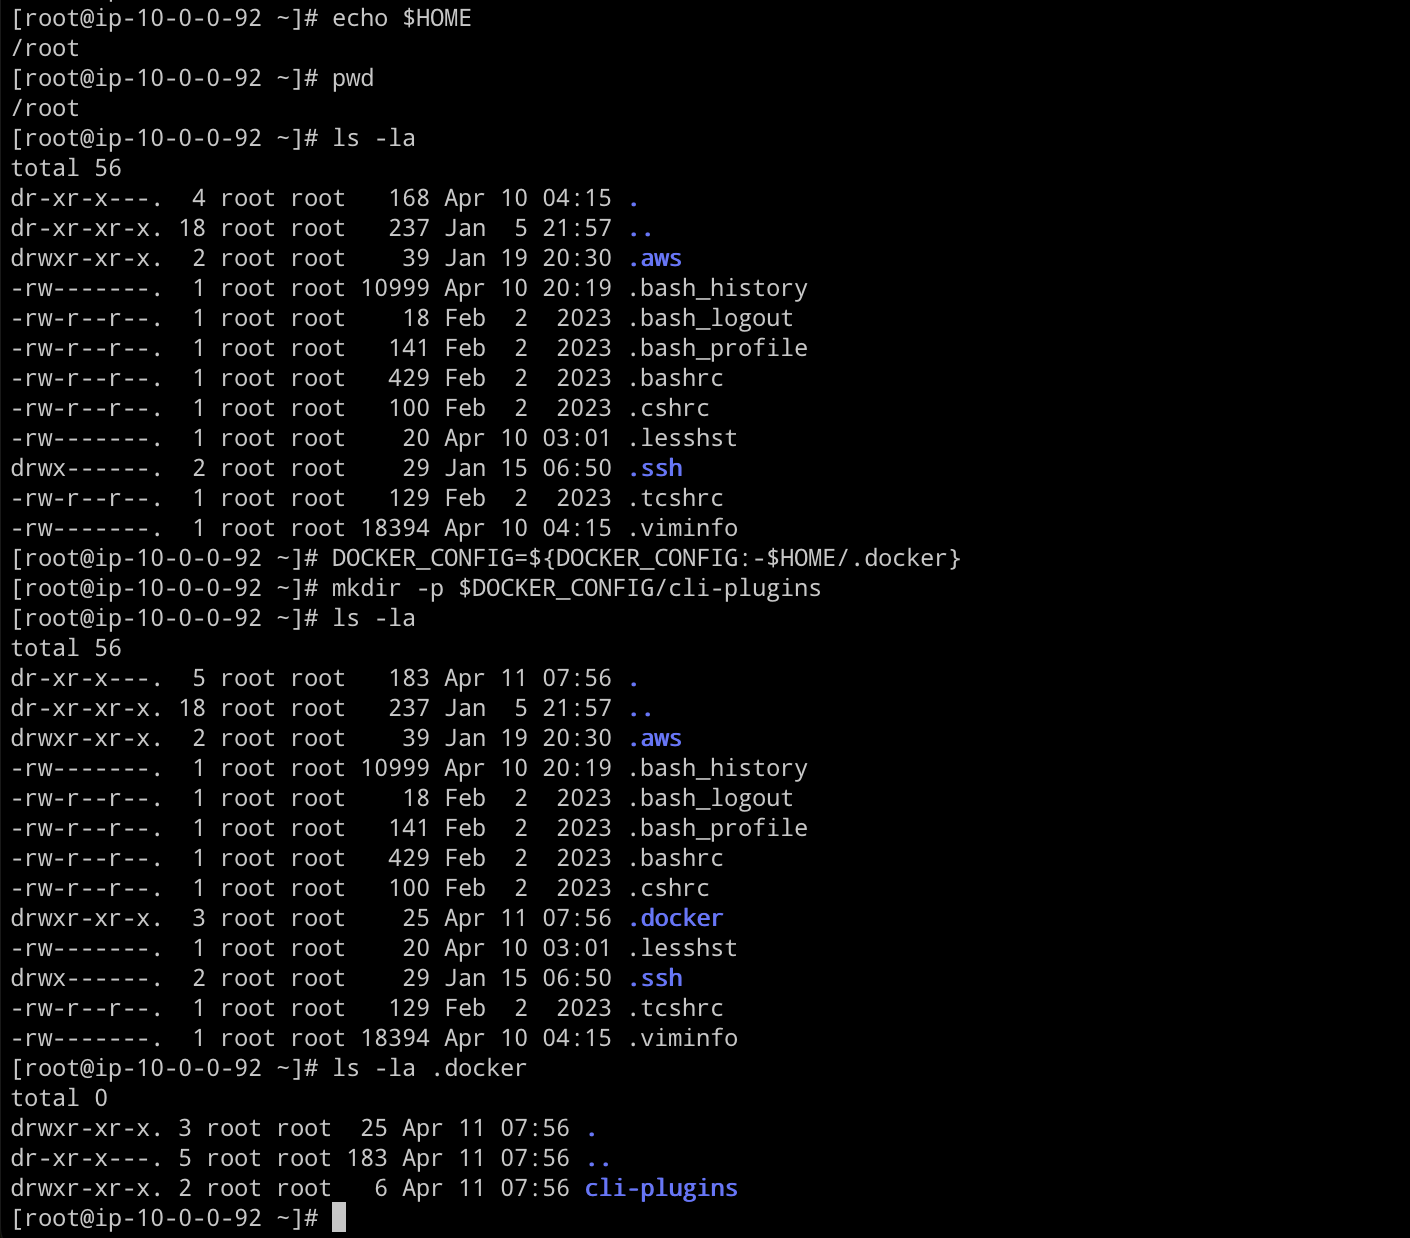 [root@ip-10-0-0-92 ~]# echo $HOME
/root
[root@ip-10-0-0-92 ~]# pwd
/root
[root@ip-10-0-0-92 ~]# ls -la
total 56
dr-xr-x---.  4 root root   168 Apr 10 04:15 .
dr-xr-xr-x. 18 root root   237 Jan  5 21:57 ..
drwxr-xr-x.  2 root root    39 Jan 19 20:30 .aws
-rw-------.  1 root root 10999 Apr 10 20:19 .bash_history
-rw-r--r--.  1 root root    18 Feb  2  2023 .bash_logout
-rw-r--r--.  1 root root   141 Feb  2  2023 .bash_profile
-rw-r--r--.  1 root root   429 Feb  2  2023 .bashrc
-rw-r--r--.  1 root root   100 Feb  2  2023 .cshrc
-rw-------.  1 root root    20 Apr 10 03:01 .lesshst
drwx------.  2 root root    29 Jan 15 06:50 .ssh
-rw-r--r--.  1 root root   129 Feb  2  2023 .tcshrc
-rw-------.  1 root root 18394 Apr 10 04:15 .viminfo
[root@ip-10-0-0-92 ~]# DOCKER_CONFIG=${DOCKER_CONFIG:-$HOME/.docker}
[root@ip-10-0-0-92 ~]# mkdir -p $DOCKER_CONFIG/cli-plugins
[root@ip-10-0-0-92 ~]# ls -la
total 56
dr-xr-x---.  5 root root   183 Apr 11 07:56 .
dr-xr-xr-x. 18 root root   237 Jan  5 21:57 ..
drwxr-xr-x.  2 root root    39 Jan 19 20:30 .aws
-rw-------.  1 root root 10999 Apr 10 20:19 .bash_history
-rw-r--r--.  1 root root    18 Feb  2  2023 .bash_logout
-rw-r--r--.  1 root root   141 Feb  2  2023 .bash_profile
-rw-r--r--.  1 root root   429 Feb  2  2023 .bashrc
-rw-r--r--.  1 root root   100 Feb  2  2023 .cshrc
drwxr-xr-x.  3 root root    25 Apr 11 07:56 .docker
-rw-------.  1 root root    20 Apr 10 03:01 .lesshst
drwx------.  2 root root    29 Jan 15 06:50 .ssh
-rw-r--r--.  1 root root   129 Feb  2  2023 .tcshrc
-rw-------.  1 root root 18394 Apr 10 04:15 .viminfo
[root@ip-10-0-0-92 ~]# ls -la .docker
total 0
drwxr-xr-x. 3 root root  25 Apr 11 07:56 .
dr-xr-x---. 5 root root 183 Apr 11 07:56 ..
drwxr-xr-x. 2 root root   6 Apr 11 07:56 cli-plugins
[root@ip-10-0-0-92 ~]#